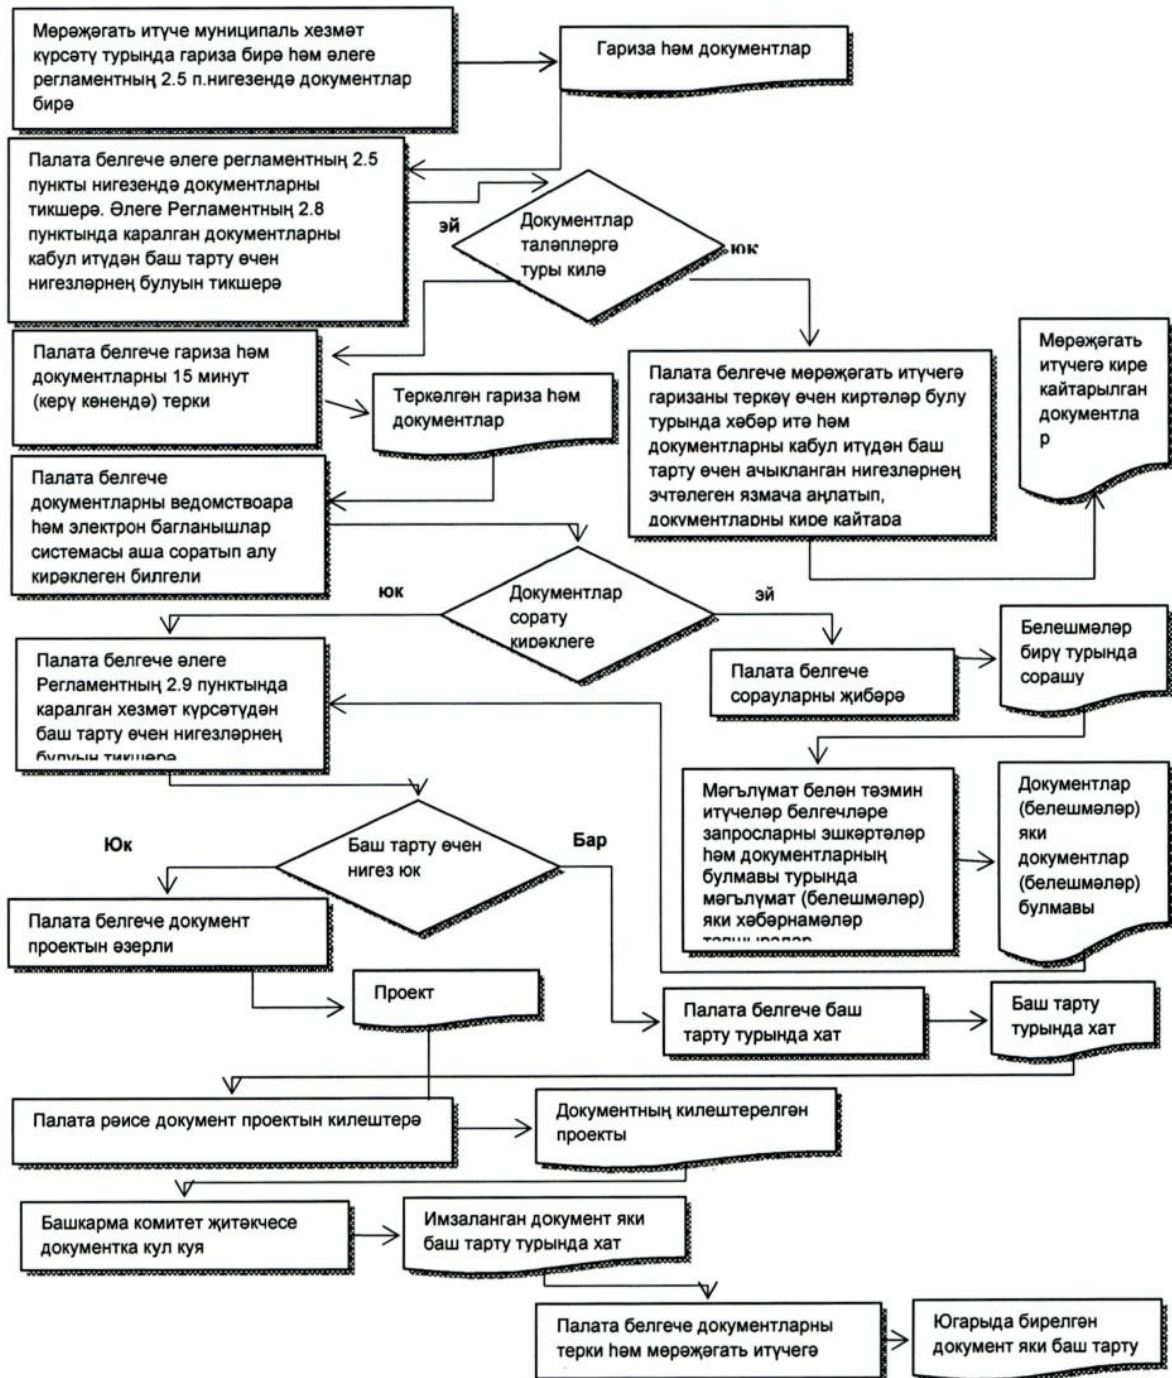 Мөрәҗәгать итүче муниципаль хезмәт
күрсәтү турында гариза бирә һәм әлеге
регламентның 2.5 п.нигезендә документлар
бирә
Гариза һәм документлар
Палата белгече әлеге регламентның 2.5
пункты нигезендә документларны
тикшерә. Әлеге Регламентның 2.8
пунктында каралган документларны
кабул итүдән баш тарту өчен
нигезләрнең булуын тикшерә
эй
Документлар
таләпләргә
туры килә
юк
Палата белгече гариза һәм
документларны 15 минут
(керү көнендә) терки
Теркәлгән гариза һәм
документлар
Палата белгече мөрәҗәгать итүчегә
гаризаны теркәү өчен киртәләр булу
турында хәбәр итә һәм
документларны кабул итүдән баш
тарту өчен ачыкланган нигезләрнең
эчтәлеген язмача аңлатып,
документларны кире кайтара
Мөрәҗәгать
итүчегә кире
кайтарылган
документла
р
Палата белгече
документларны ведомствоара
һәм электрон багланышлар
системасы аша соратып алу
кирәклеген билгели
юк
Документлар
сорату
кирәклеге
эй
Палата белгече әлеге
Регламентның 2.9 пунктында
каралган хезмәт күрсәтүдән
баш тарту өчен нигезләрнең
булуын тикшерә
Палата белгече
сорауларны җибәрә
Белешмәләр
бирү турында
сорашу
Мәгълүмат белән тәэмин
итүчеләр белгечләре
запросларны эшкәртәләр
һәм документларның
булмавы турында
мәгълүмат (белешмәләр)
яки хәбәрнамәләр
тапшыралар
Документлар
(белешмәләр)
яки
документлар
(белешмәләр)
булмавы
Юк
Баш тарту өчен
нигез юк
Бар
Палата белгече документ
проектын әзерли
Проект
Палата белгече баш
тарту турында хат
Баш тарту
турында хат
Палата рәисе документ проектын килештерә
Документның килештерелгән
проекты
Башкарма комитет җитәкчесе
документка кул куя
Имзаланган документ яки
баш тарту турында хат
Палата белгече документларны
терки һәм мөрәҗәгать итүчегә
Югарыда бирелгән
документ яки баш тарту